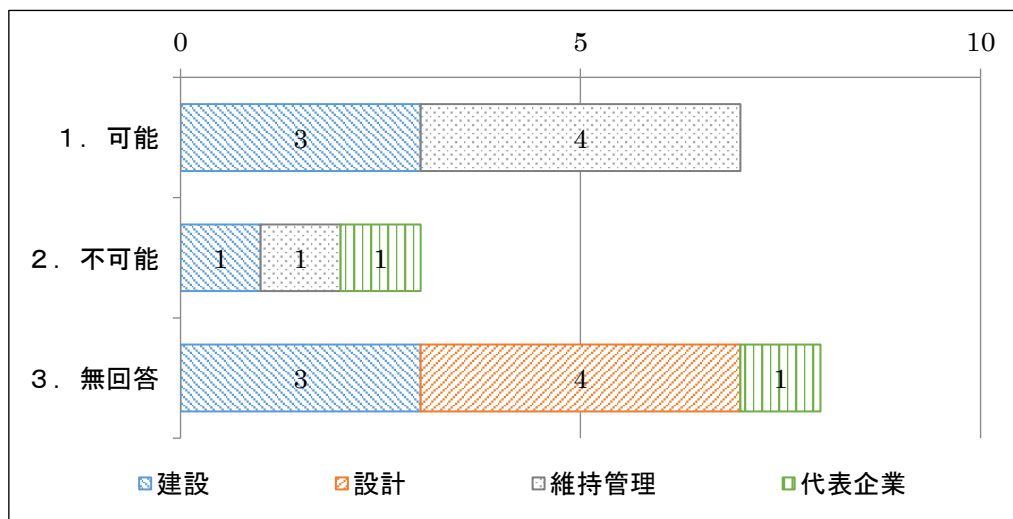 0 5 10
１．可能 3 4
２．不可能 1 1 1
３．無回答 3 4 1
建設 設計 維持管理 代表企業